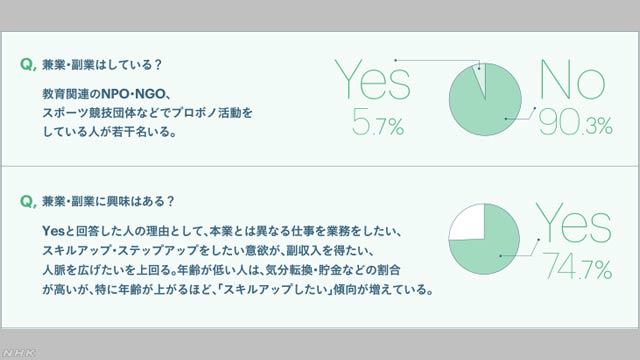 Q, 兼業・副業はしている?
教育関連のNPO・NGO、
スポーツ競技団体などでプロボノ活動を
している人が若干名いる。
Yes
5.7%
No
90.3%
Q, 兼業・副業に興味はある?
Yesと回答した人の理由として、本業とは異なる仕事を業務をしたい、
スキルアップ・ステップアップをしたい意欲が、副収入を得たい、
人脈を広げたいを上回る。年齢が低い人は、気分転換・貯金などの割合
が高いが、特に年齢が上がるほど、「スキルアップしたい」傾向が増えている。
Yes
74.7%
NHK